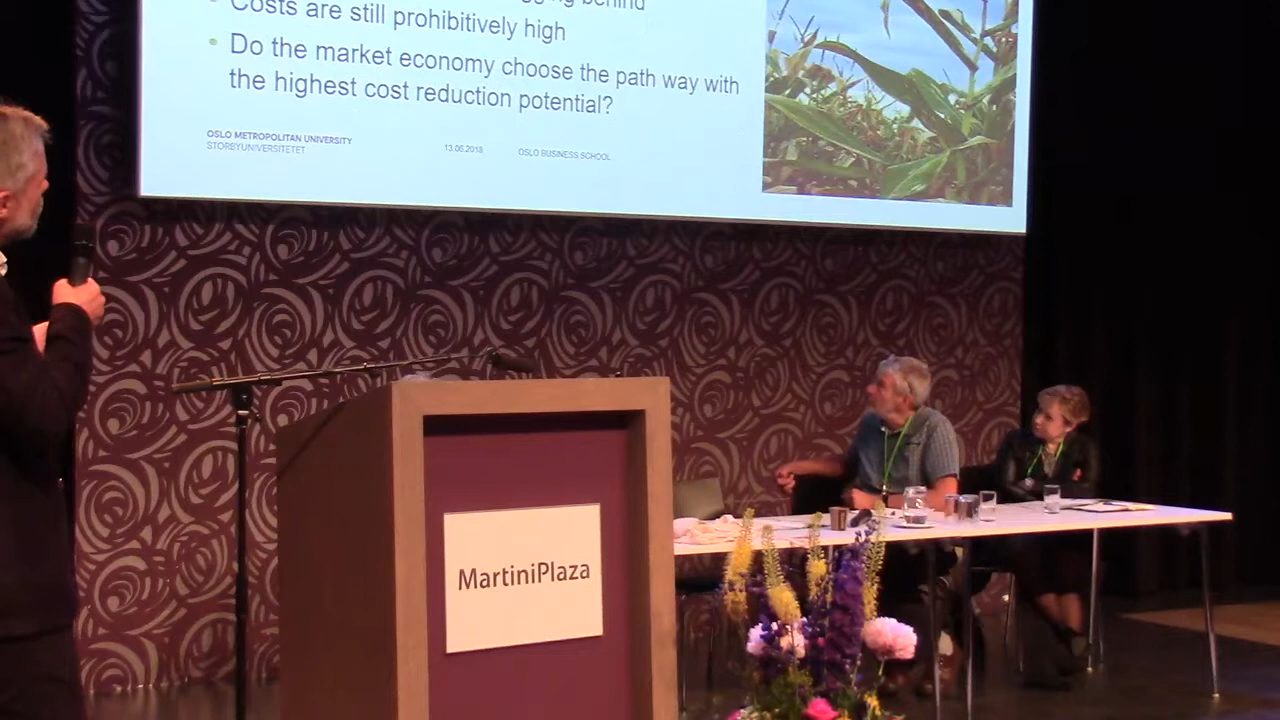 behind
Costs are still prohibitively high
Do the market economy choose the path way with
the highest cost reduction potential?
OSLO METROPOLITAN UNIVERSITY
STORBYUNIVERSITETET
13.06.2018
OSLO BUSINESS SCHOOL
MartiniPlaza